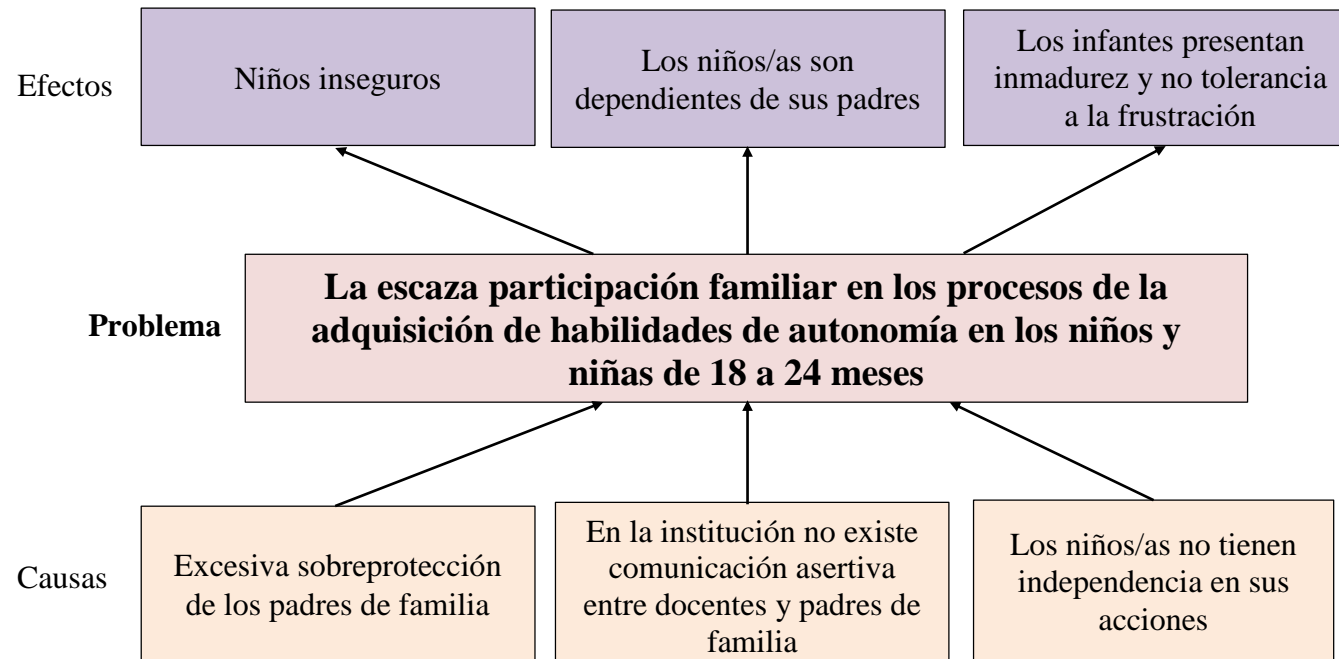 Efectos
Niños inseguros
Los niños/as son
dependientes de sus padres
Los infantes presentan
inmadurez y no tolerancia
a la frustración
Problema
La escaza participación familiar en los procesos de la
adquisición de habilidades de autonomía en los niños y
niñas de 18 a 24 meses
Causas
Excesiva sobreprotección
de los padres de familia
En la institución no existe
comunicación asertiva
entre docentes y padres de
familia
Los niños/as no tienen
independencia en sus
acciones